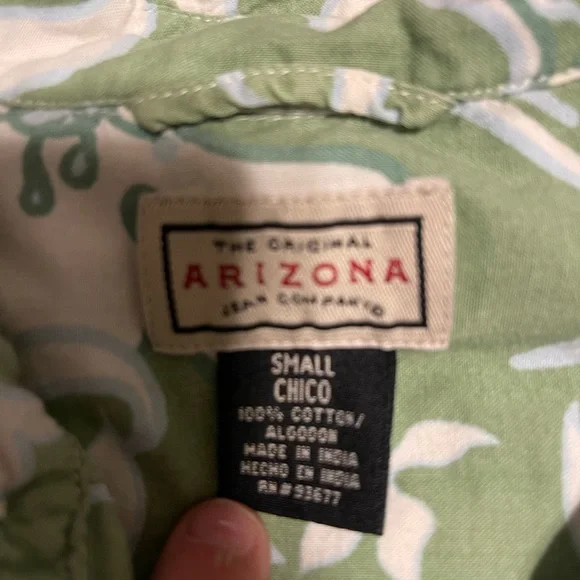 THE ORIGINAL
ARIZONA
JEAN COMPANY®
SMALL
CHICO
100% COTTON/
ALGODON
MADE IN INDIA
HECHO EN INDIA
RN#93677